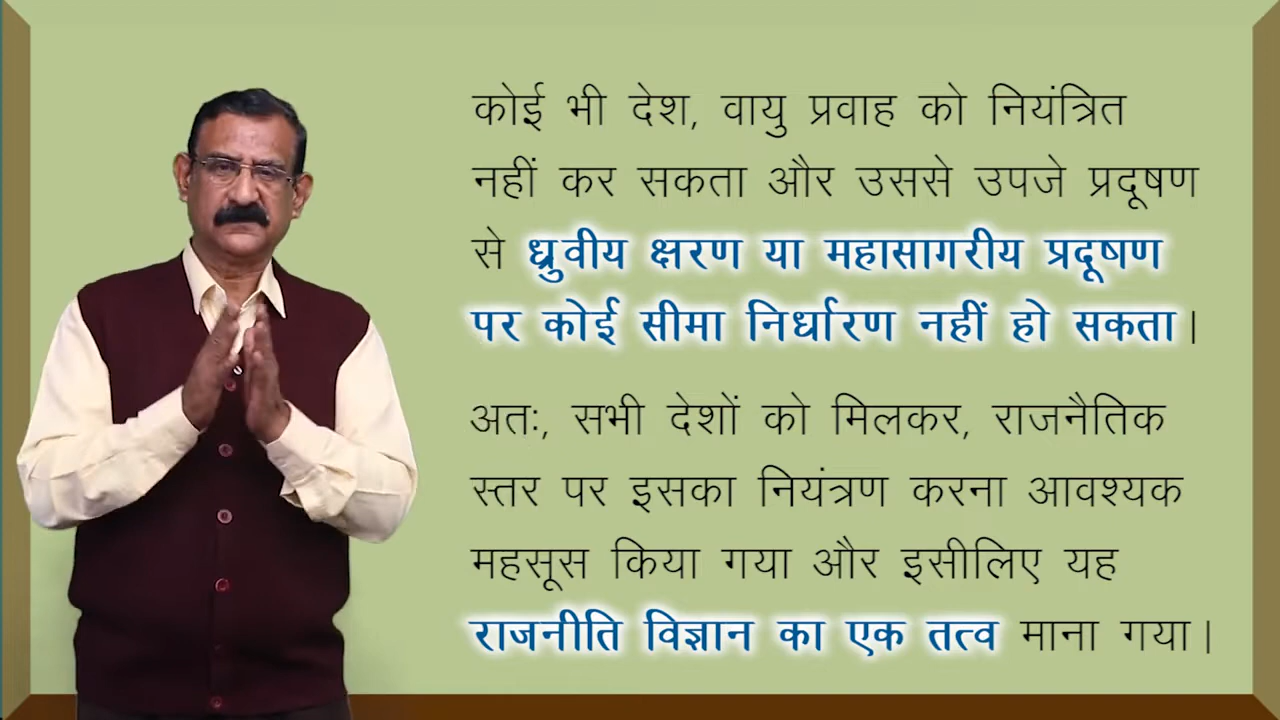 कोई भी देश, वायु प्रवाह को नियंत्रित
नहीं कर सकता और उससे उपजे प्रदूषण
से ध्रुवीय क्षरण या महासागरीय प्रदूषण
पर कोई सीमा निर्धारण नहीं हो सकता।
अतः, सभी देशों को मिलकर, राजनैतिक
स्तर पर इसका नियंत्रण करना आवश्यक
महसूस किया गया और इसीलिए यह
राजनीति विज्ञान का एक तत्व माना गया।